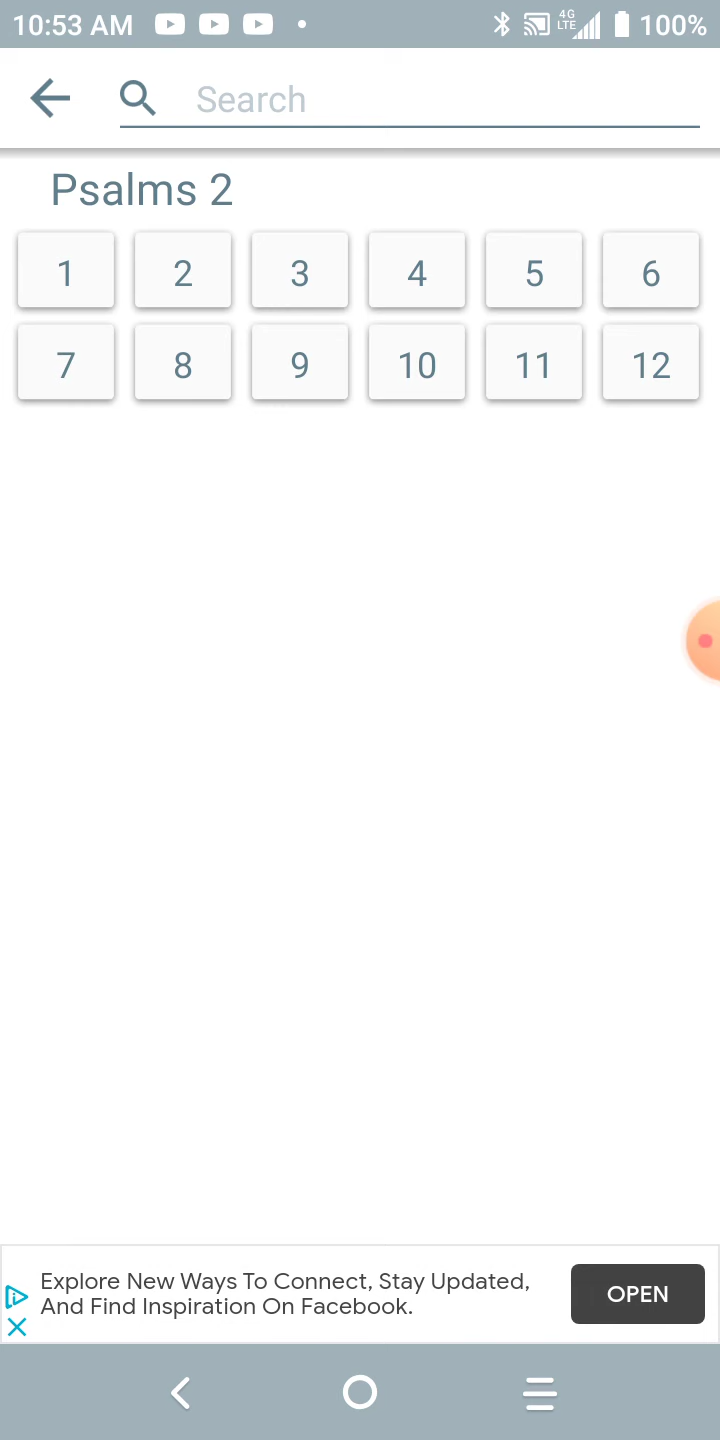 10:53 AM 4G LTE 100%
Search
Psalms 2
1 2 3 4 5 6
7 8 9 10 11 12
Explore New Ways To Connect, Stay Updated,
And Find Inspiration On Facebook.
OPEN